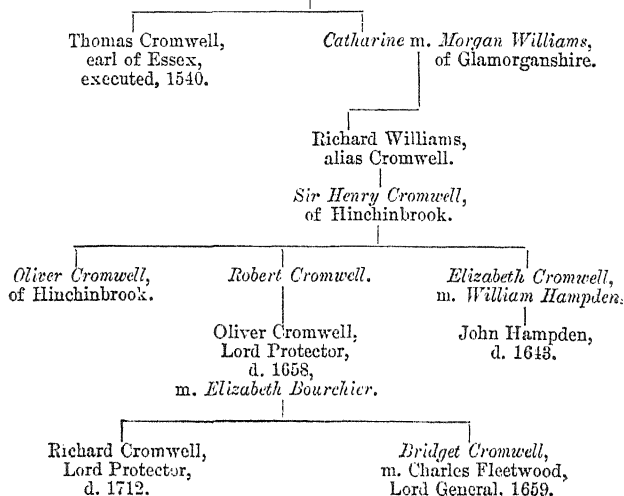 Thomas Cromwell,
earl of Essex,
executed, 1540.
Catharine m. Morgan Williams,
of Glamorganshire.
Richard Williams,
alias Cromwell.
Sir Henry Cromwell,
of Hinchinbrook.
Oliver Cromwell,
of Hinchinbrook.
Robert Cromwell.
Elizabeth Cromwell,
m. William Hampden.
Oliver Cromwell,
Lord Protector,
d. 1658,
m. Elizabeth Bourchier.
John Hampden,
d. 1643.
Richard Cromwell,
Lord Protector,
d. 1712.
Bridget Cromwell,
m. Charles Fleetwood,
Lord General, 1659.